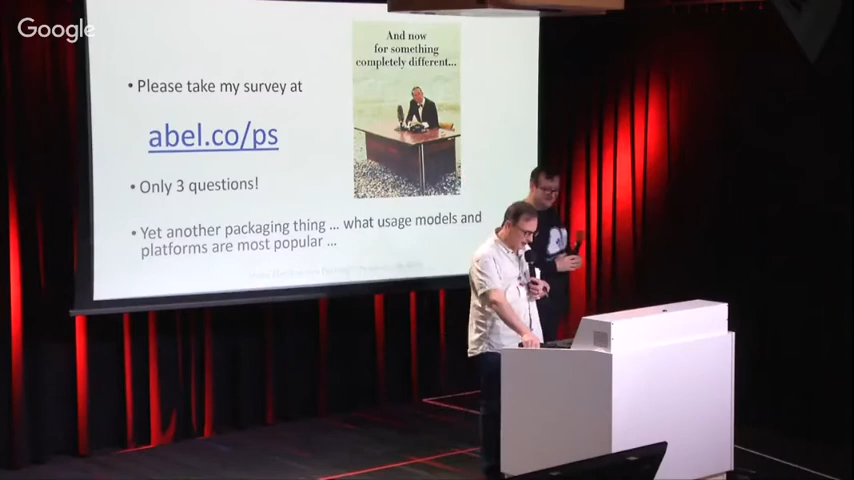 Google
And now
for something
completely different...
• Please take my survey at
abel.co/ps
• Only 3 questions!
• Yet another packaging thing ... what usage models and
platforms are most popular ...